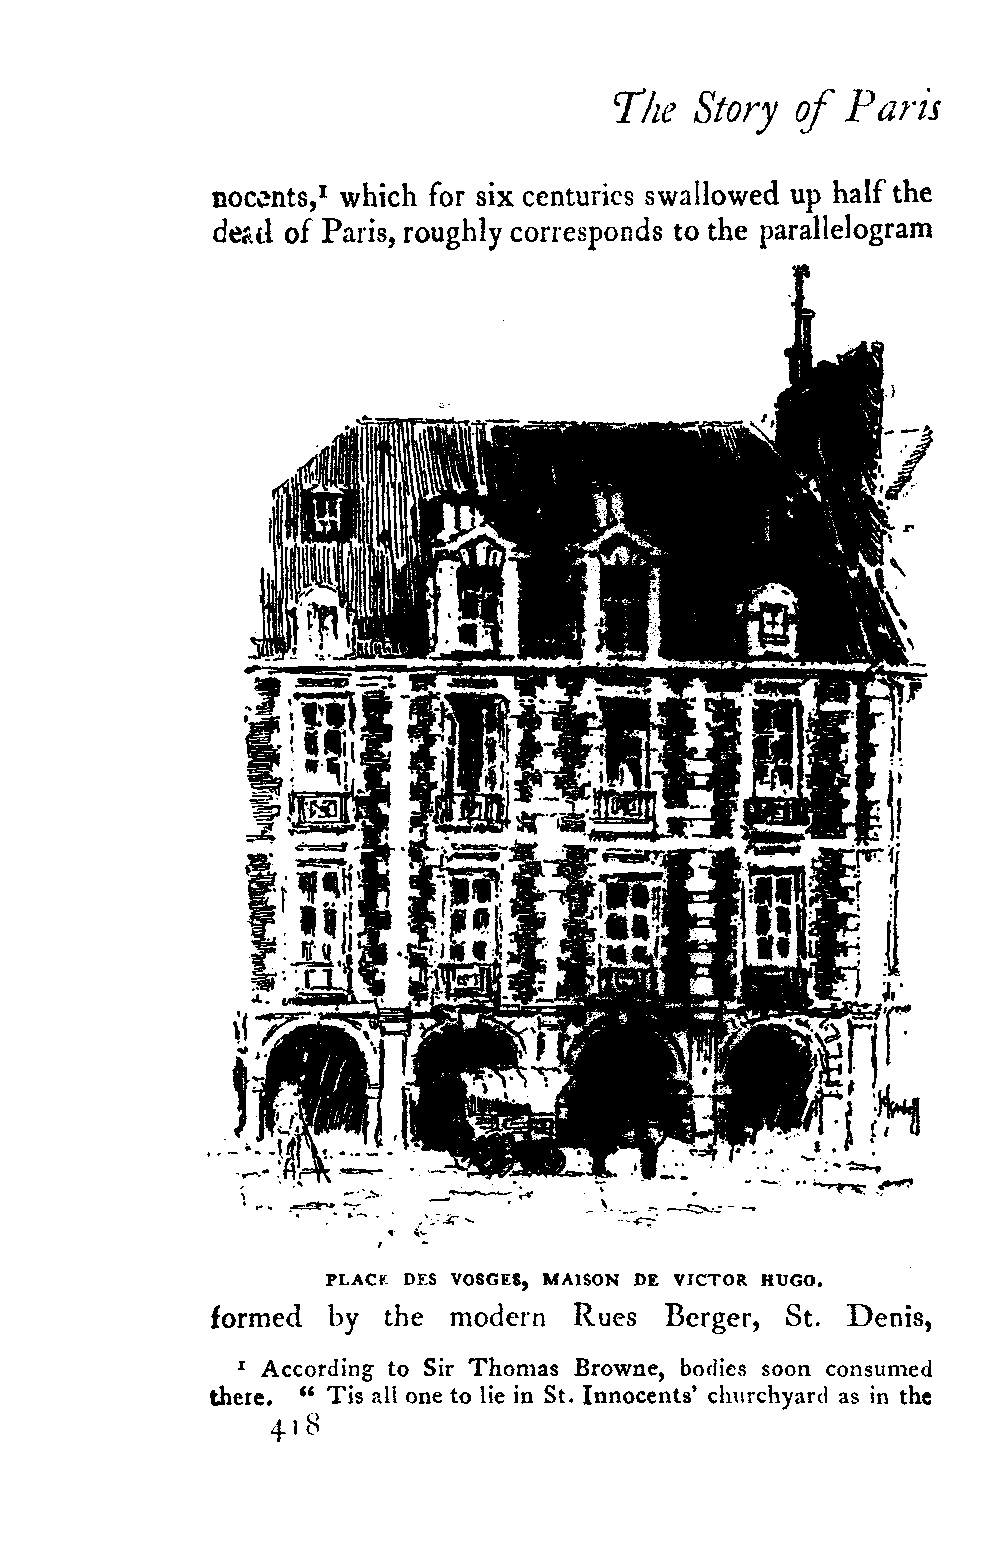 The Story of Paris
nocents,¹ which for six centuries swallowed up half the
dead of Paris, roughly corresponds to the parallelogram
PLACE DES VOSGES, MAISON DE VICTOR HUGO.
formed by the modern Rues Berger, St. Denis,
¹ According to Sir Thomas Browne, bodies soon consumed
there. “ Tis all one to lie in St. Innocents’ churchyard as in the
418